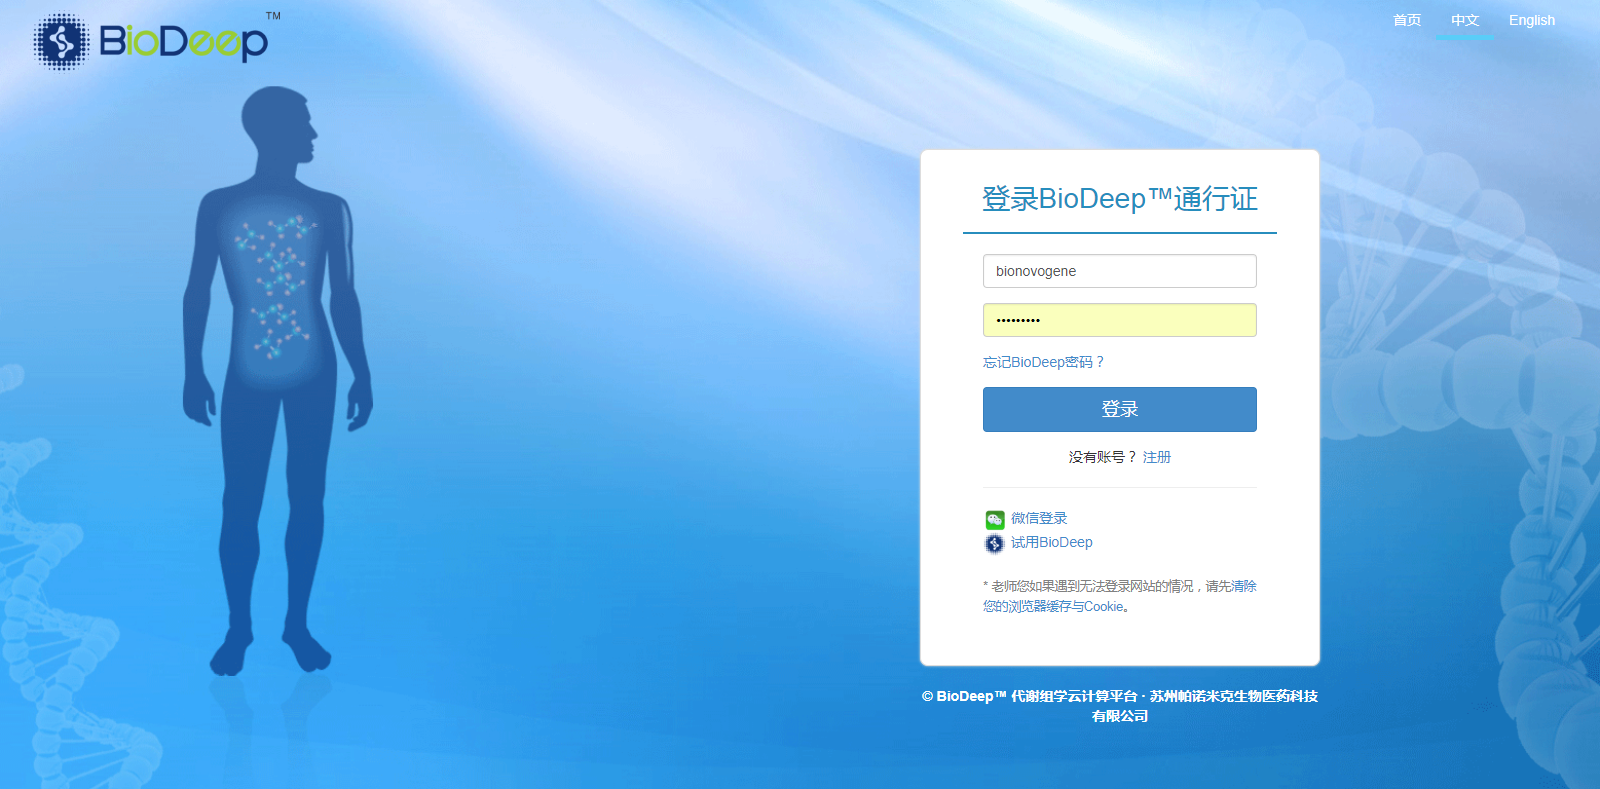 BioDeep™
首页 中文 English
登录BioDeep™通行证
bionovogene
•••••••••
忘记BioDeep密码？
登录
没有账号？ 注册
微信登录
试用BioDeep
* 老师您如果遇到无法登录网站的情况，请先清除
您的浏览器缓存与Cookie。
© BioDeep™ 代谢组学云计算平台 · 苏州帕诺米克生物医药科技
有限公司